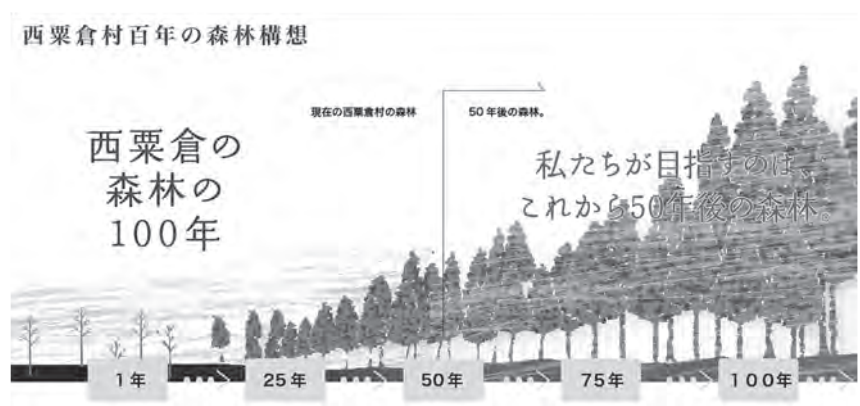 西粟倉村百年の森林構想
現在の西粟倉村の森林
50年後の森林。
西粟倉の
森林の
100年
私たちが目指すのは、
これから50年後の森林。
1年
25年
50年
75年
100年